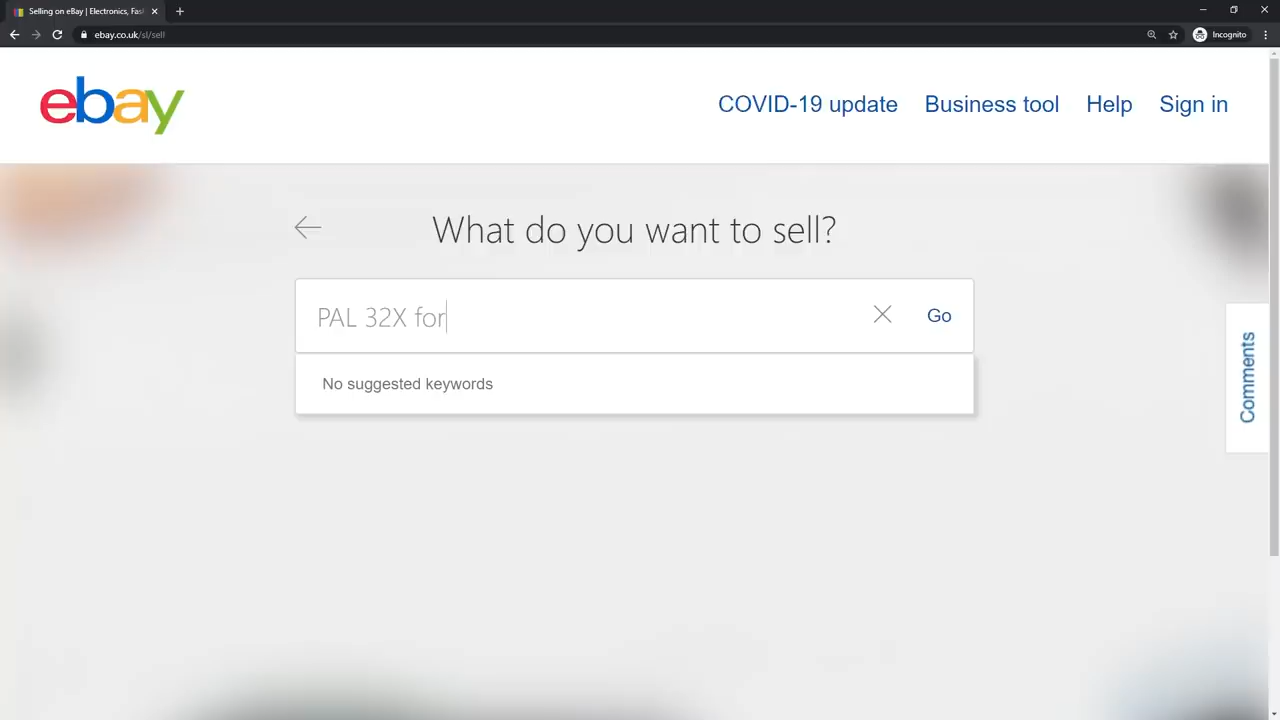 Selling on eBay | Electronics, Fas
ebay.co.uk/sl/sell
Incognito
ebay
COVID-19 update
Business tool
Help
Sign in
What do you want to sell?
PAL 32X for
Go
No suggested keywords
Comments